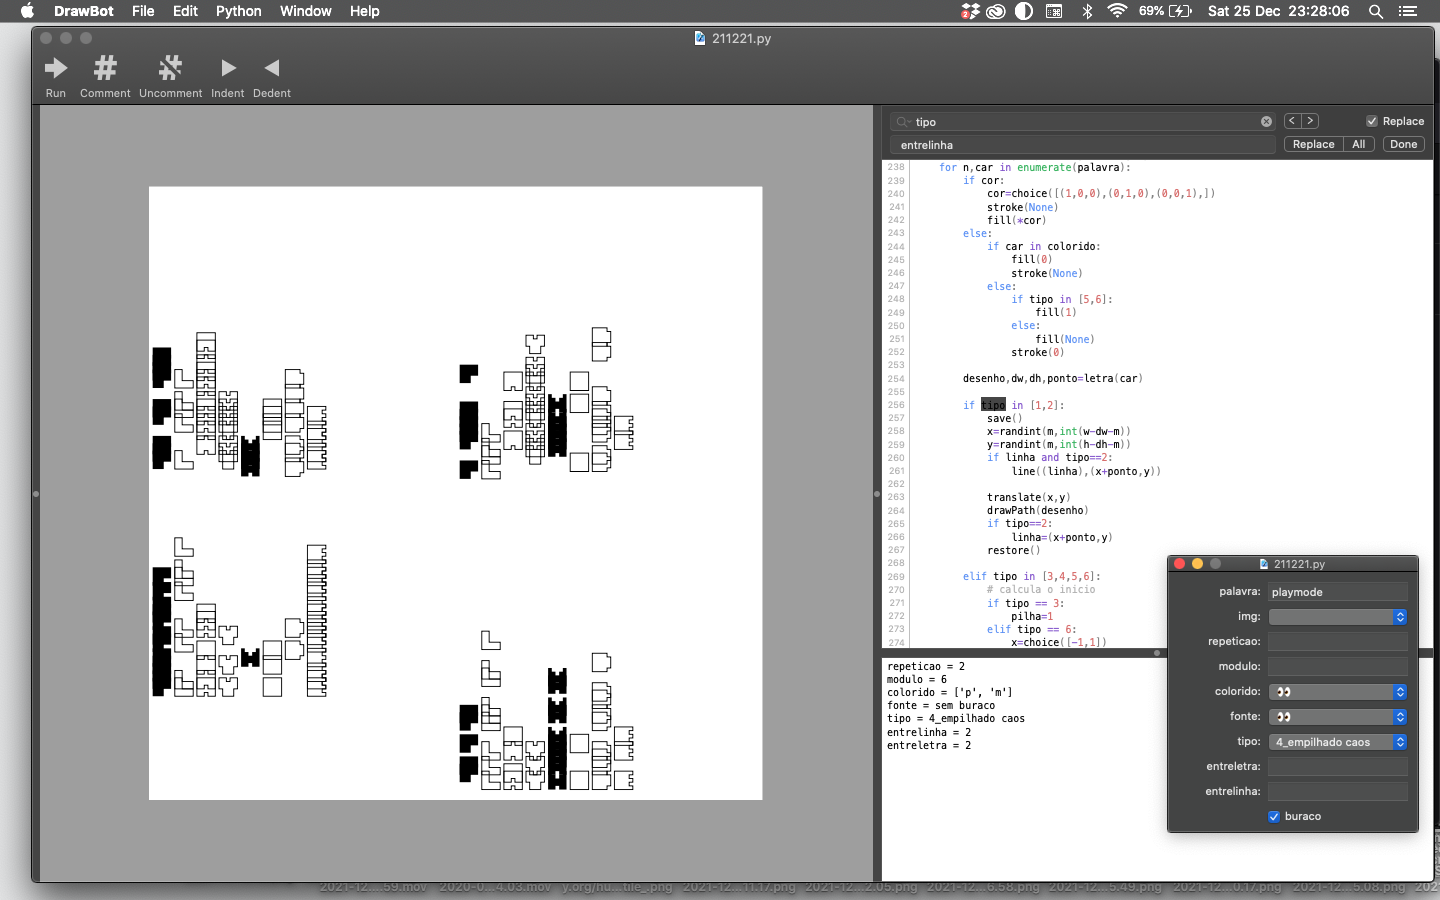 DrawBot File Edit Python Window Help
2 69% Sat 25 Dec 23:28:06
211221.py
Run Comment Uncomment Indent Dedent
tipo
Replace
entrelinha
Replace All Done
238 for n,car in enumerate(palavra):
239 if cor:
240 cor=choice([(1,0,0),(0,1,0),(0,0,1),])
241 stroke(None)
242 fill(*cor)
243 else:
244 if car in colorido:
245 fill(0)
246 stroke(None)
247 else:
248 if tipo in [5,6]:
249 fill(1)
250 else:
251 fill(None)
252 stroke(0)
253
254 desenho,dw,dh,ponto=letra(car)
255
256 if tipo in [1,2]:
257 save()
258 x=randint(m,int(w-dw-m))
259 y=randint(m,int(h-dh-m))
260 if linha and tipo==2:
261 line((linha),(x+ponto,y))
262
263 translate(x,y)
264 drawPath(desenho)
265 if tipo==2:
266 linha=(x+ponto,y)
267 restore()
268
269 elif tipo in [3,4,5,6]:
270 # calcula o inicio
271 if tipo == 3:
272 pilha=1
273 elif tipo == 6:
274 x=choice([-1,1])
repeticao = 2
modulo = 6
colorido = ['p', 'm']
fonte = sem buraco
tipo = 4_empilhado caos
entrelinha = 2
entreletra = 2
211221.py
palavra: playmode
img:
repeticao:
modulo:
colorido: 👀
fonte: 👀
tipo: 4_empilhado caos
entreletra:
entrelinha:
buraco
2021-12...59.mov 2020-0...4.03.mov y.org/hu...tile_.png 2021-12...11.17.png 2021-12...2.05.png 2021-12...6.58.png 2021-12...5.49.png 2021-12...0.17.png 2021-12...5.08.png